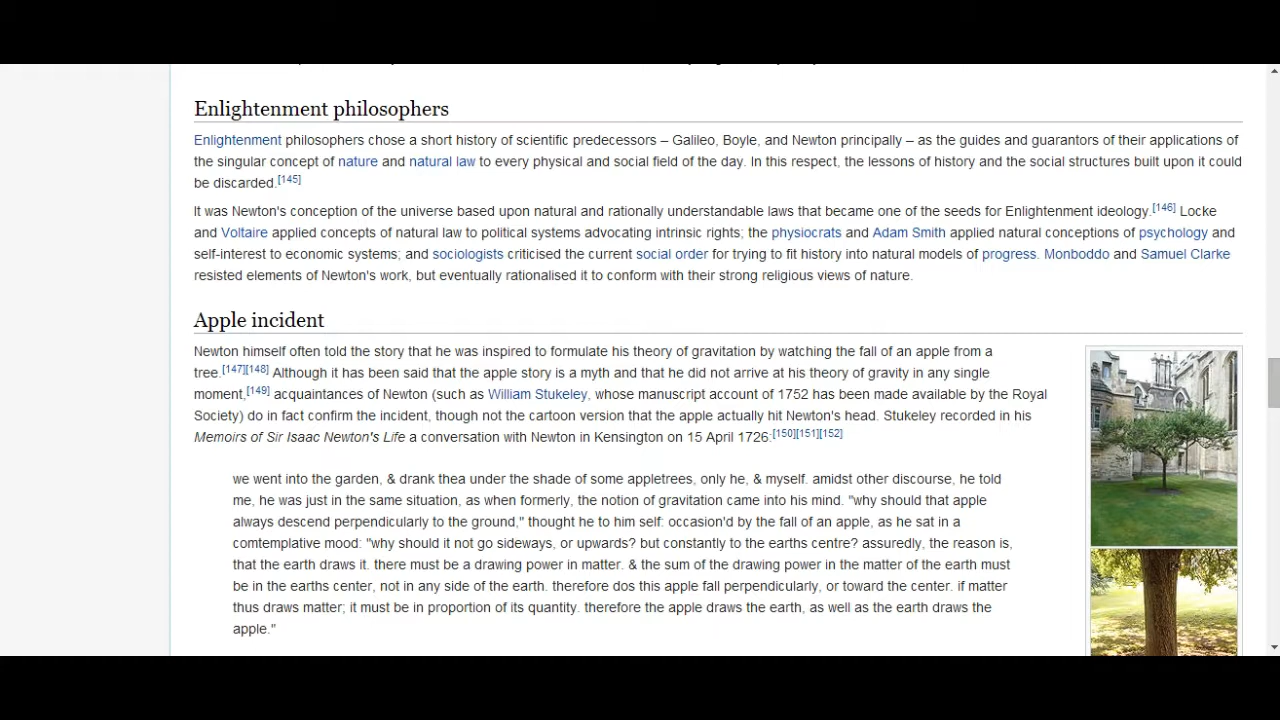 Enlightenment philosophers
Enlightenment philosophers chose a short history of scientific predecessors – Galileo, Boyle, and Newton principally – as the guides and guarantors of their applications of
the singular concept of nature and natural law to every physical and social field of the day. In this respect, the lessons of history and the social structures built upon it could
be discarded.[145]
It was Newton's conception of the universe based upon natural and rationally understandable laws that became one of the seeds for Enlightenment ideology.[146] Locke
and Voltaire applied concepts of natural law to political systems advocating intrinsic rights; the physiocrats and Adam Smith applied natural conceptions of psychology and
self-interest to economic systems; and sociologists criticised the current social order for trying to fit history into natural models of progress. Monboddo and Samuel Clarke
resisted elements of Newton's work, but eventually rationalised it to conform with their strong religious views of nature.
Apple incident
Newton himself often told the story that he was inspired to formulate his theory of gravitation by watching the fall of an apple from a
tree.[147][148] Although it has been said that the apple story is a myth and that he did not arrive at his theory of gravity in any single
moment,[149] acquaintances of Newton (such as William Stukeley, whose manuscript account of 1752 has been made available by the Royal
Society) do in fact confirm the incident, though not the cartoon version that the apple actually hit Newton's head. Stukeley recorded in his
Memoirs of Sir Isaac Newton's Life a conversation with Newton in Kensington on 15 April 1726:[150][151][152]
we went into the garden, & drank thea under the shade of some appletrees, only he, & myself. amidst other discourse, he told
me, he was just in the same situation, as when formerly, the notion of gravitation came into his mind. "why should that apple
always descend perpendicularly to the ground," thought he to him self: occasion'd by the fall of an apple, as he sat in a
comtemplative mood: "why should it not go sideways, or upwards? but constantly to the earths centre? assuredly, the reason is,
that the earth draws it. there must be a drawing power in matter. & the sum of the drawing power in the matter of the earth must
be in the earths center, not in any side of the earth. therefore dos this apple fall perpendicularly, or toward the center. if matter
thus draws matter; it must be in proportion of its quantity. therefore the apple draws the earth, as well as the earth draws the
apple."